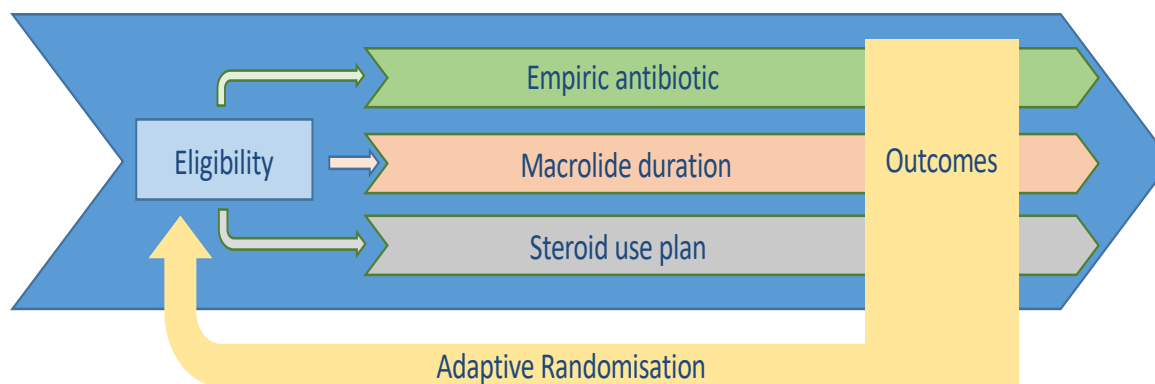 Empiric antibiotic
Eligibility
Macrolide duration
Outcomes
Steroid use plan
Adaptive Randomisation